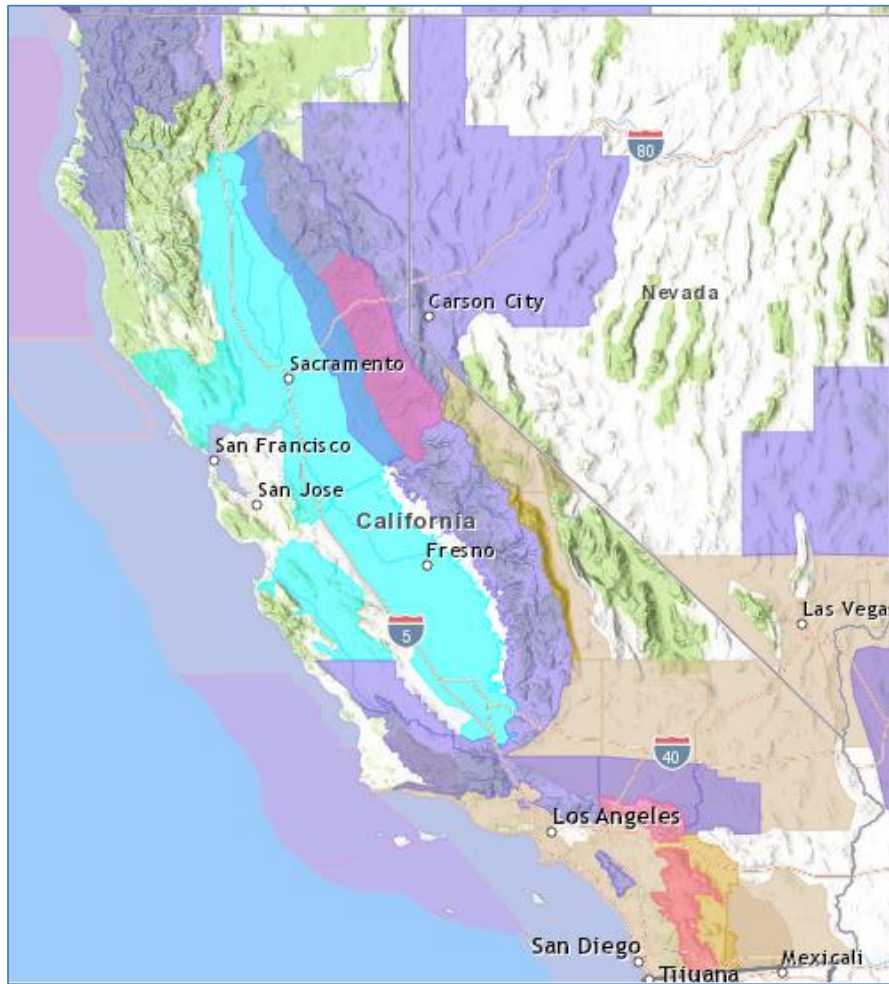 80
Carson City
Nevada
Sacramento
San Francisco
San Jose
California
Fresno
Las Vegas
5
40
Los Angeles
San Diego
Mexicali
Tijuana